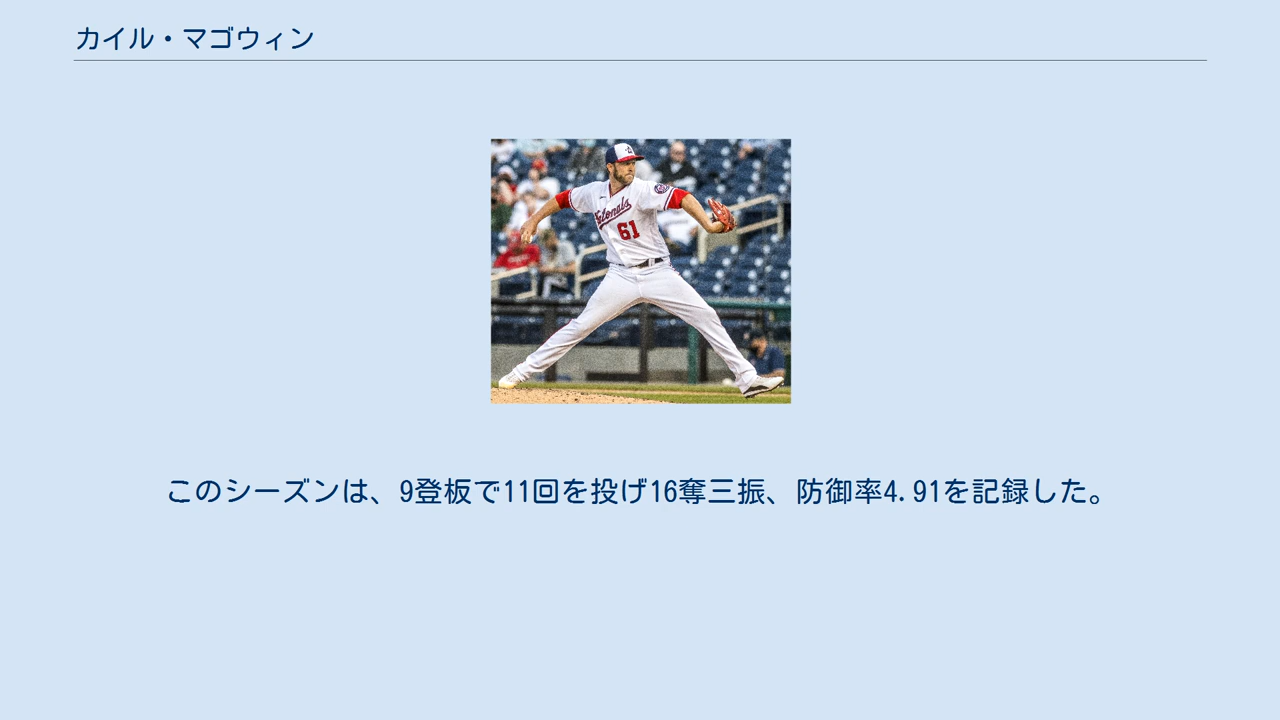 カイル・マゴウィン
61
このシーズンは、9登板で11回を投げ16奪三振、防御率4.91を記録した。